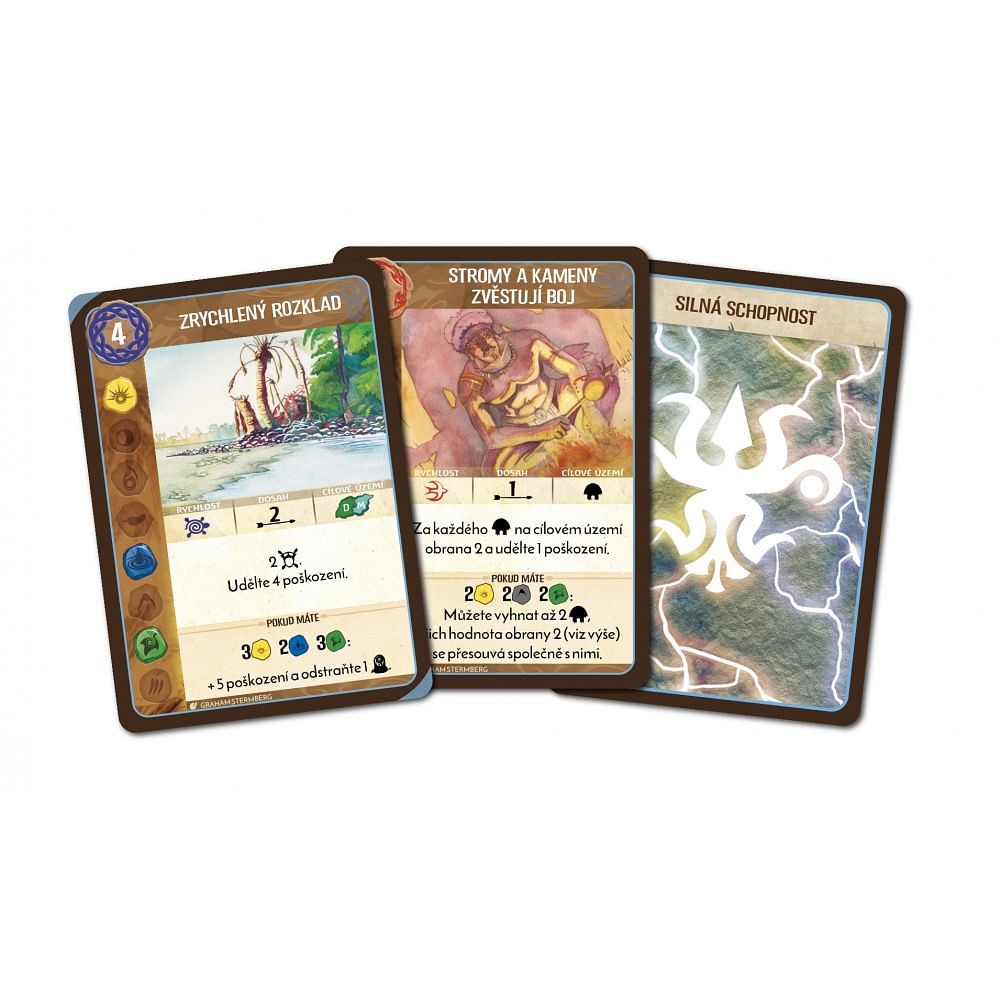 4
ZRYCHLENÝ ROZKLAD
RYCHLOST
DOSAH
CÍLOVÉ ÚZEMÍ
2
D M
2 .
Udělte 4 poškození.
POKUD MÁTE
3 2 3 :
+ 5 poškození a odstraňte 1
GRAHAM STERMBERG
STROMY A KAMENY
ZVĚSTUJÍ BOJ
RYCHLOST
DOSAH
CÍLOVÉ ÚZEMÍ
1
Za každého na cílovém území
obrana 2 a udělte 1 poškození.
POKUD MÁTE
2 2 2 :
Můžete vyhnat až 2 ,
hodnota obrany 2 (viz výše)
se přesouvá společně s nimi.
STERMBERG
SILNÁ SCHOPNOST